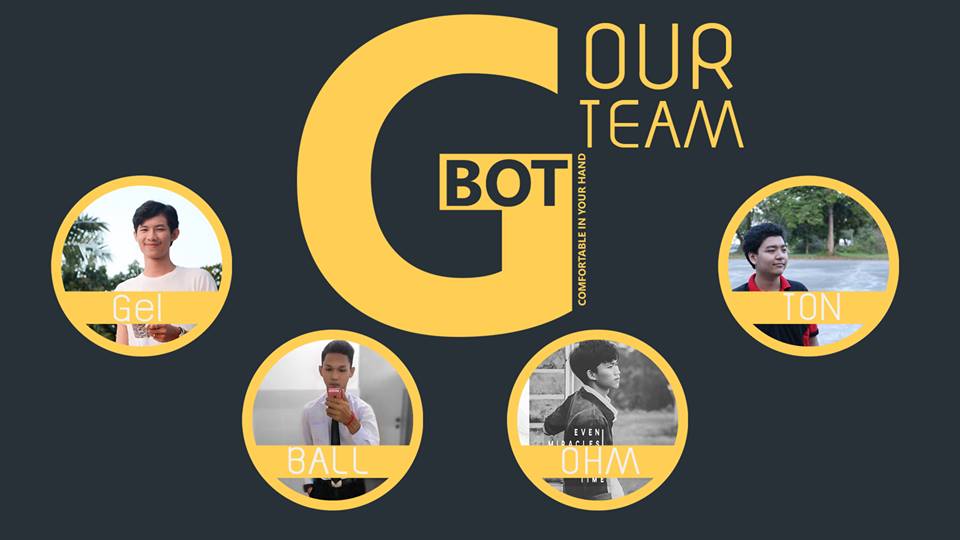 G
BOT
COMFORTABLE IN YOUR HAND
OUR
TEAM
Gel
TON
BALL
OHM
EVEN
MIRACLES
TIME